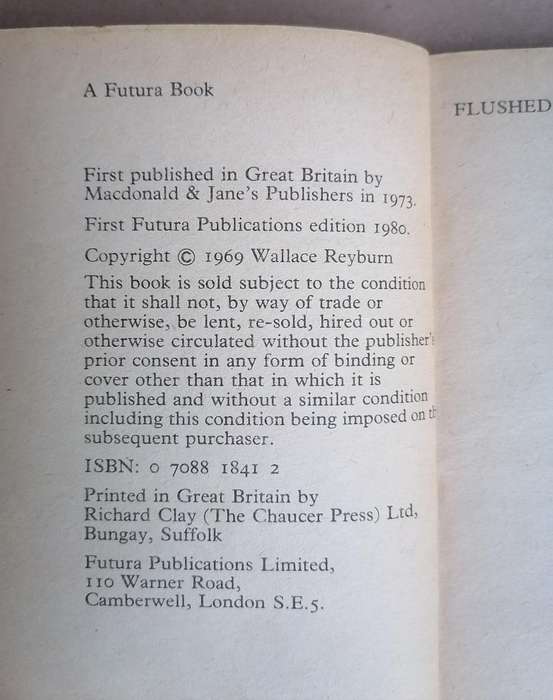 A Futura Book
First published in Great Britain by
Macdonald & Jane's Publishers in 1973.
First Futura Publications edition 1980.
Copyright © 1969 Wallace Reyburn
This book is sold subject to the condition
that it shall not, by way of trade or
otherwise, be lent, re-sold, hired out or
otherwise circulated without the publisher's
prior consent in any form of binding or
cover other than that in which it is
published and without a similar condition
including this condition being imposed on
subsequent purchaser.
ISBN: 0 7088 1841 2
Printed in Great Britain by
Richard Clay (The Chaucer Press) Ltd,
Bungay, Suffolk
Futura Publications Limited,
110 Warner Road,
Camberwell, London S.E.5.
FLUSHED